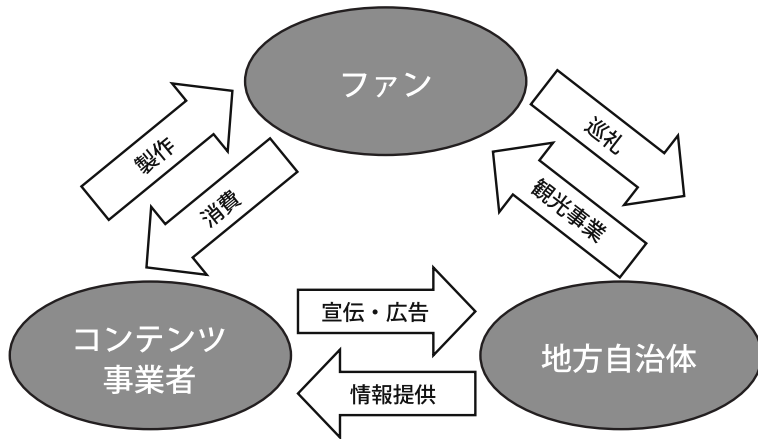 ファン
製作
消費
巡礼
観光事業
コンテンツ
事業者
宣伝・広告
情報提供
地方自治体